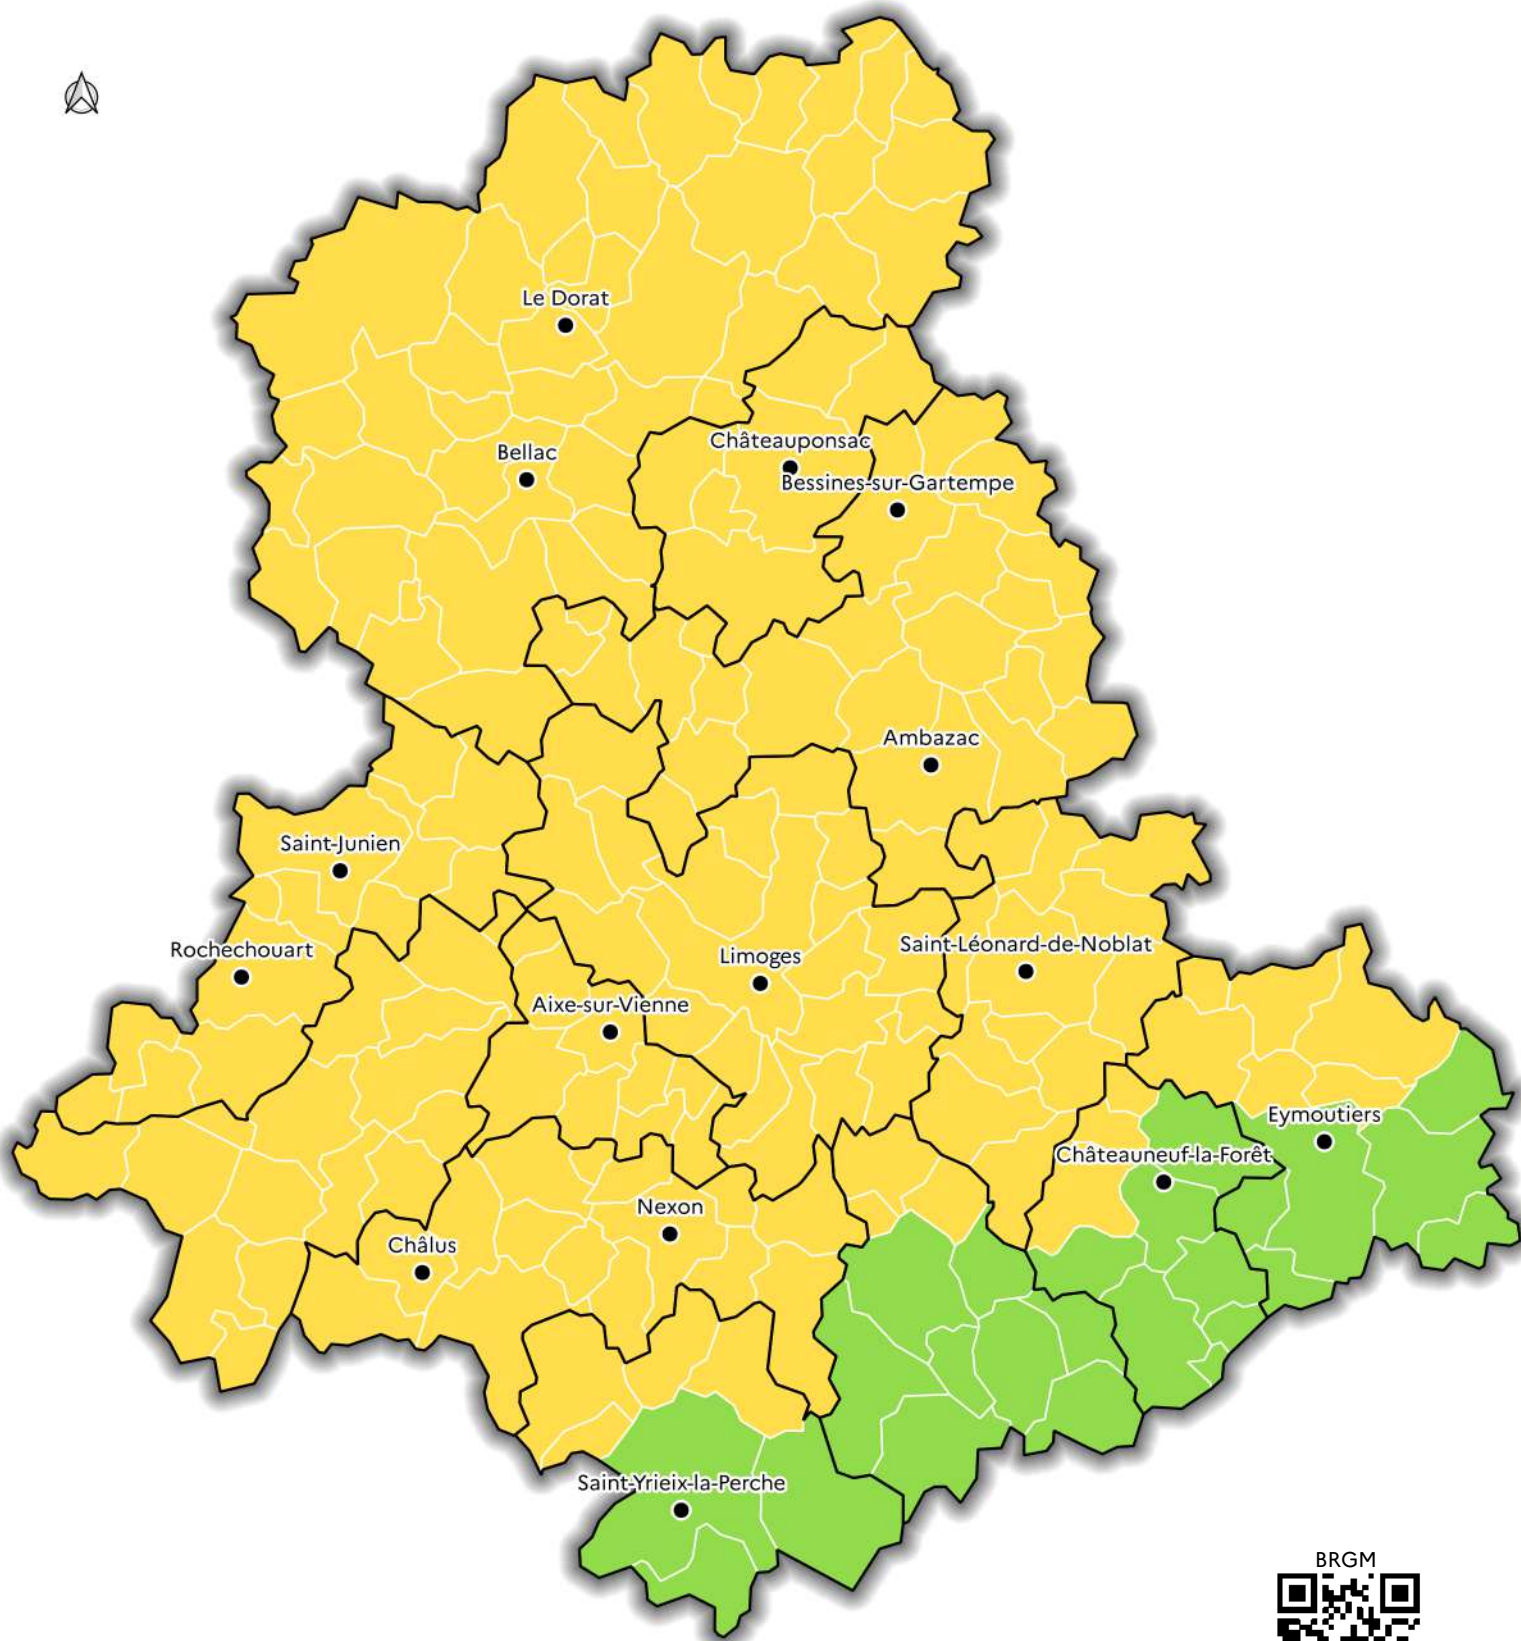 Le Dorat
Châteauponsac
Bellac
Bessines-sur-Gartempe
Ambazac
Saint-Junien
Saint-Léonard-de-Noblat
Rochechouart
Limoges
Aixe-sur-Vienne
Eymoutiers
Châteauneuf-la-Forêt
Nexon
Châlus
Saint-Yrieix-la-Perche
BRGM